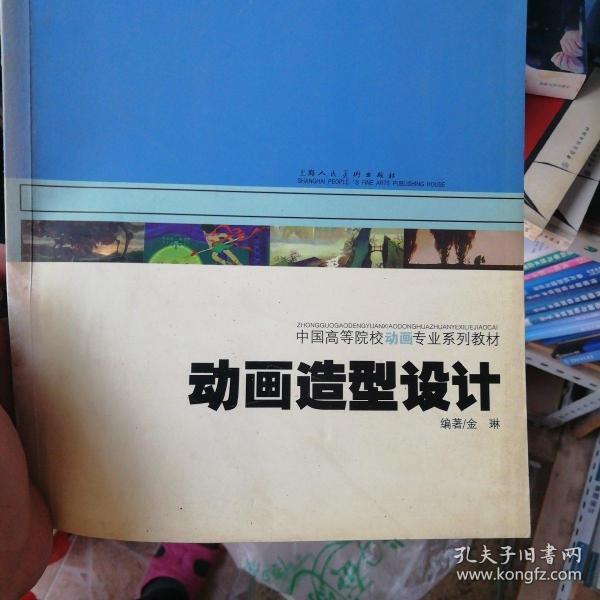 上海人民美术出版社
SHANGHAI PEOPLE'S FINE ARTS PUBLISHING HOUSE
ZHONGGUOGAODENGYUANXIAODONGHUAZHUANYEXILIEJIAOCAI
中国高等院校动画专业系列教材
动画造型设计
编著/金 琳
孔夫子旧书网
www.kongfz.com